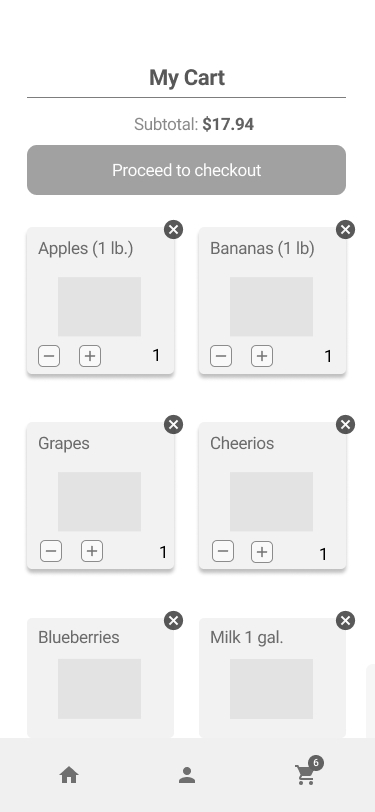 My Cart
Subtotal: $17.94
Proceed to checkout
Apples (1 lb.)
Bananas (1 lb)
1
1
Grapes
Cheerios
1
1
Blueberries
Milk 1 gal.
6